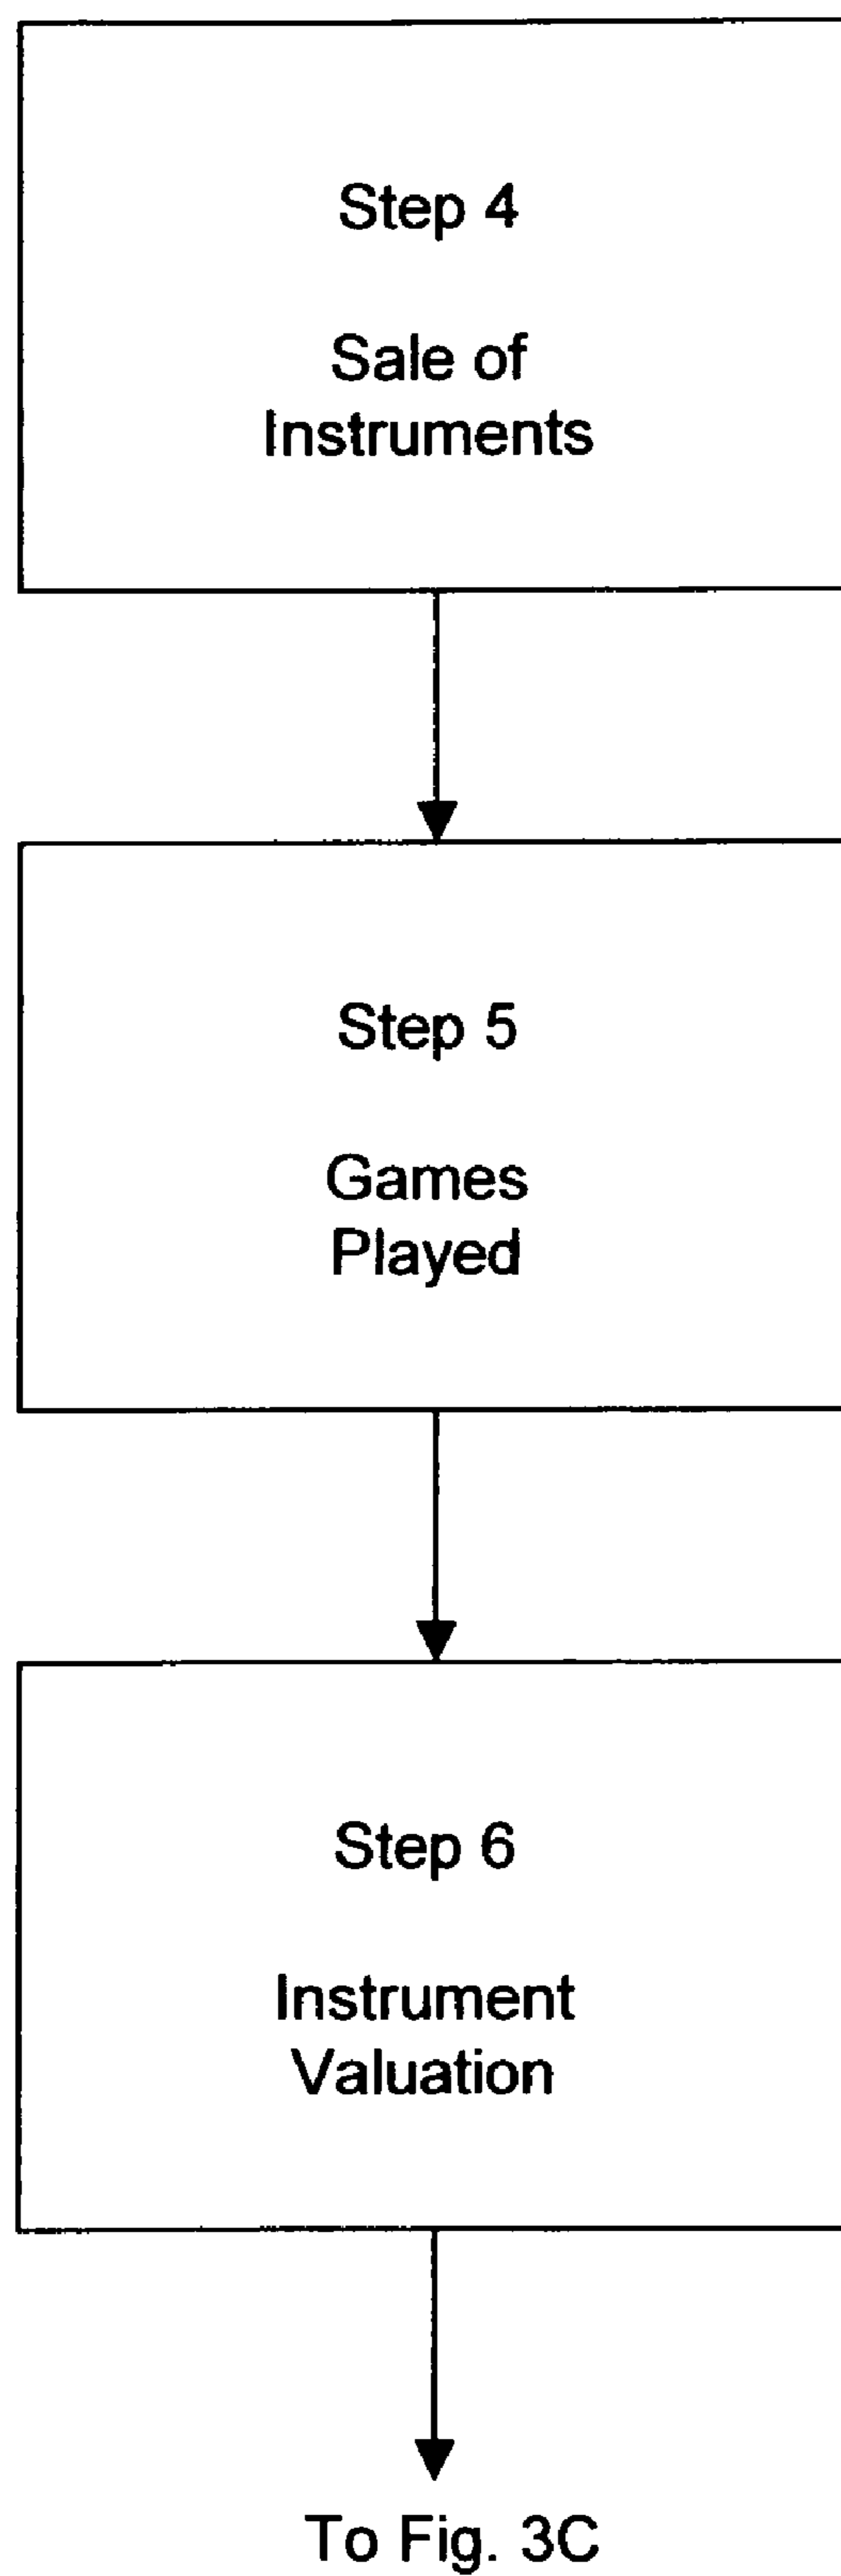 Step 4
Sale of
Instruments
Step 5
Games
Played
Step 6
Instrument
Valuation
To Fig. 3C